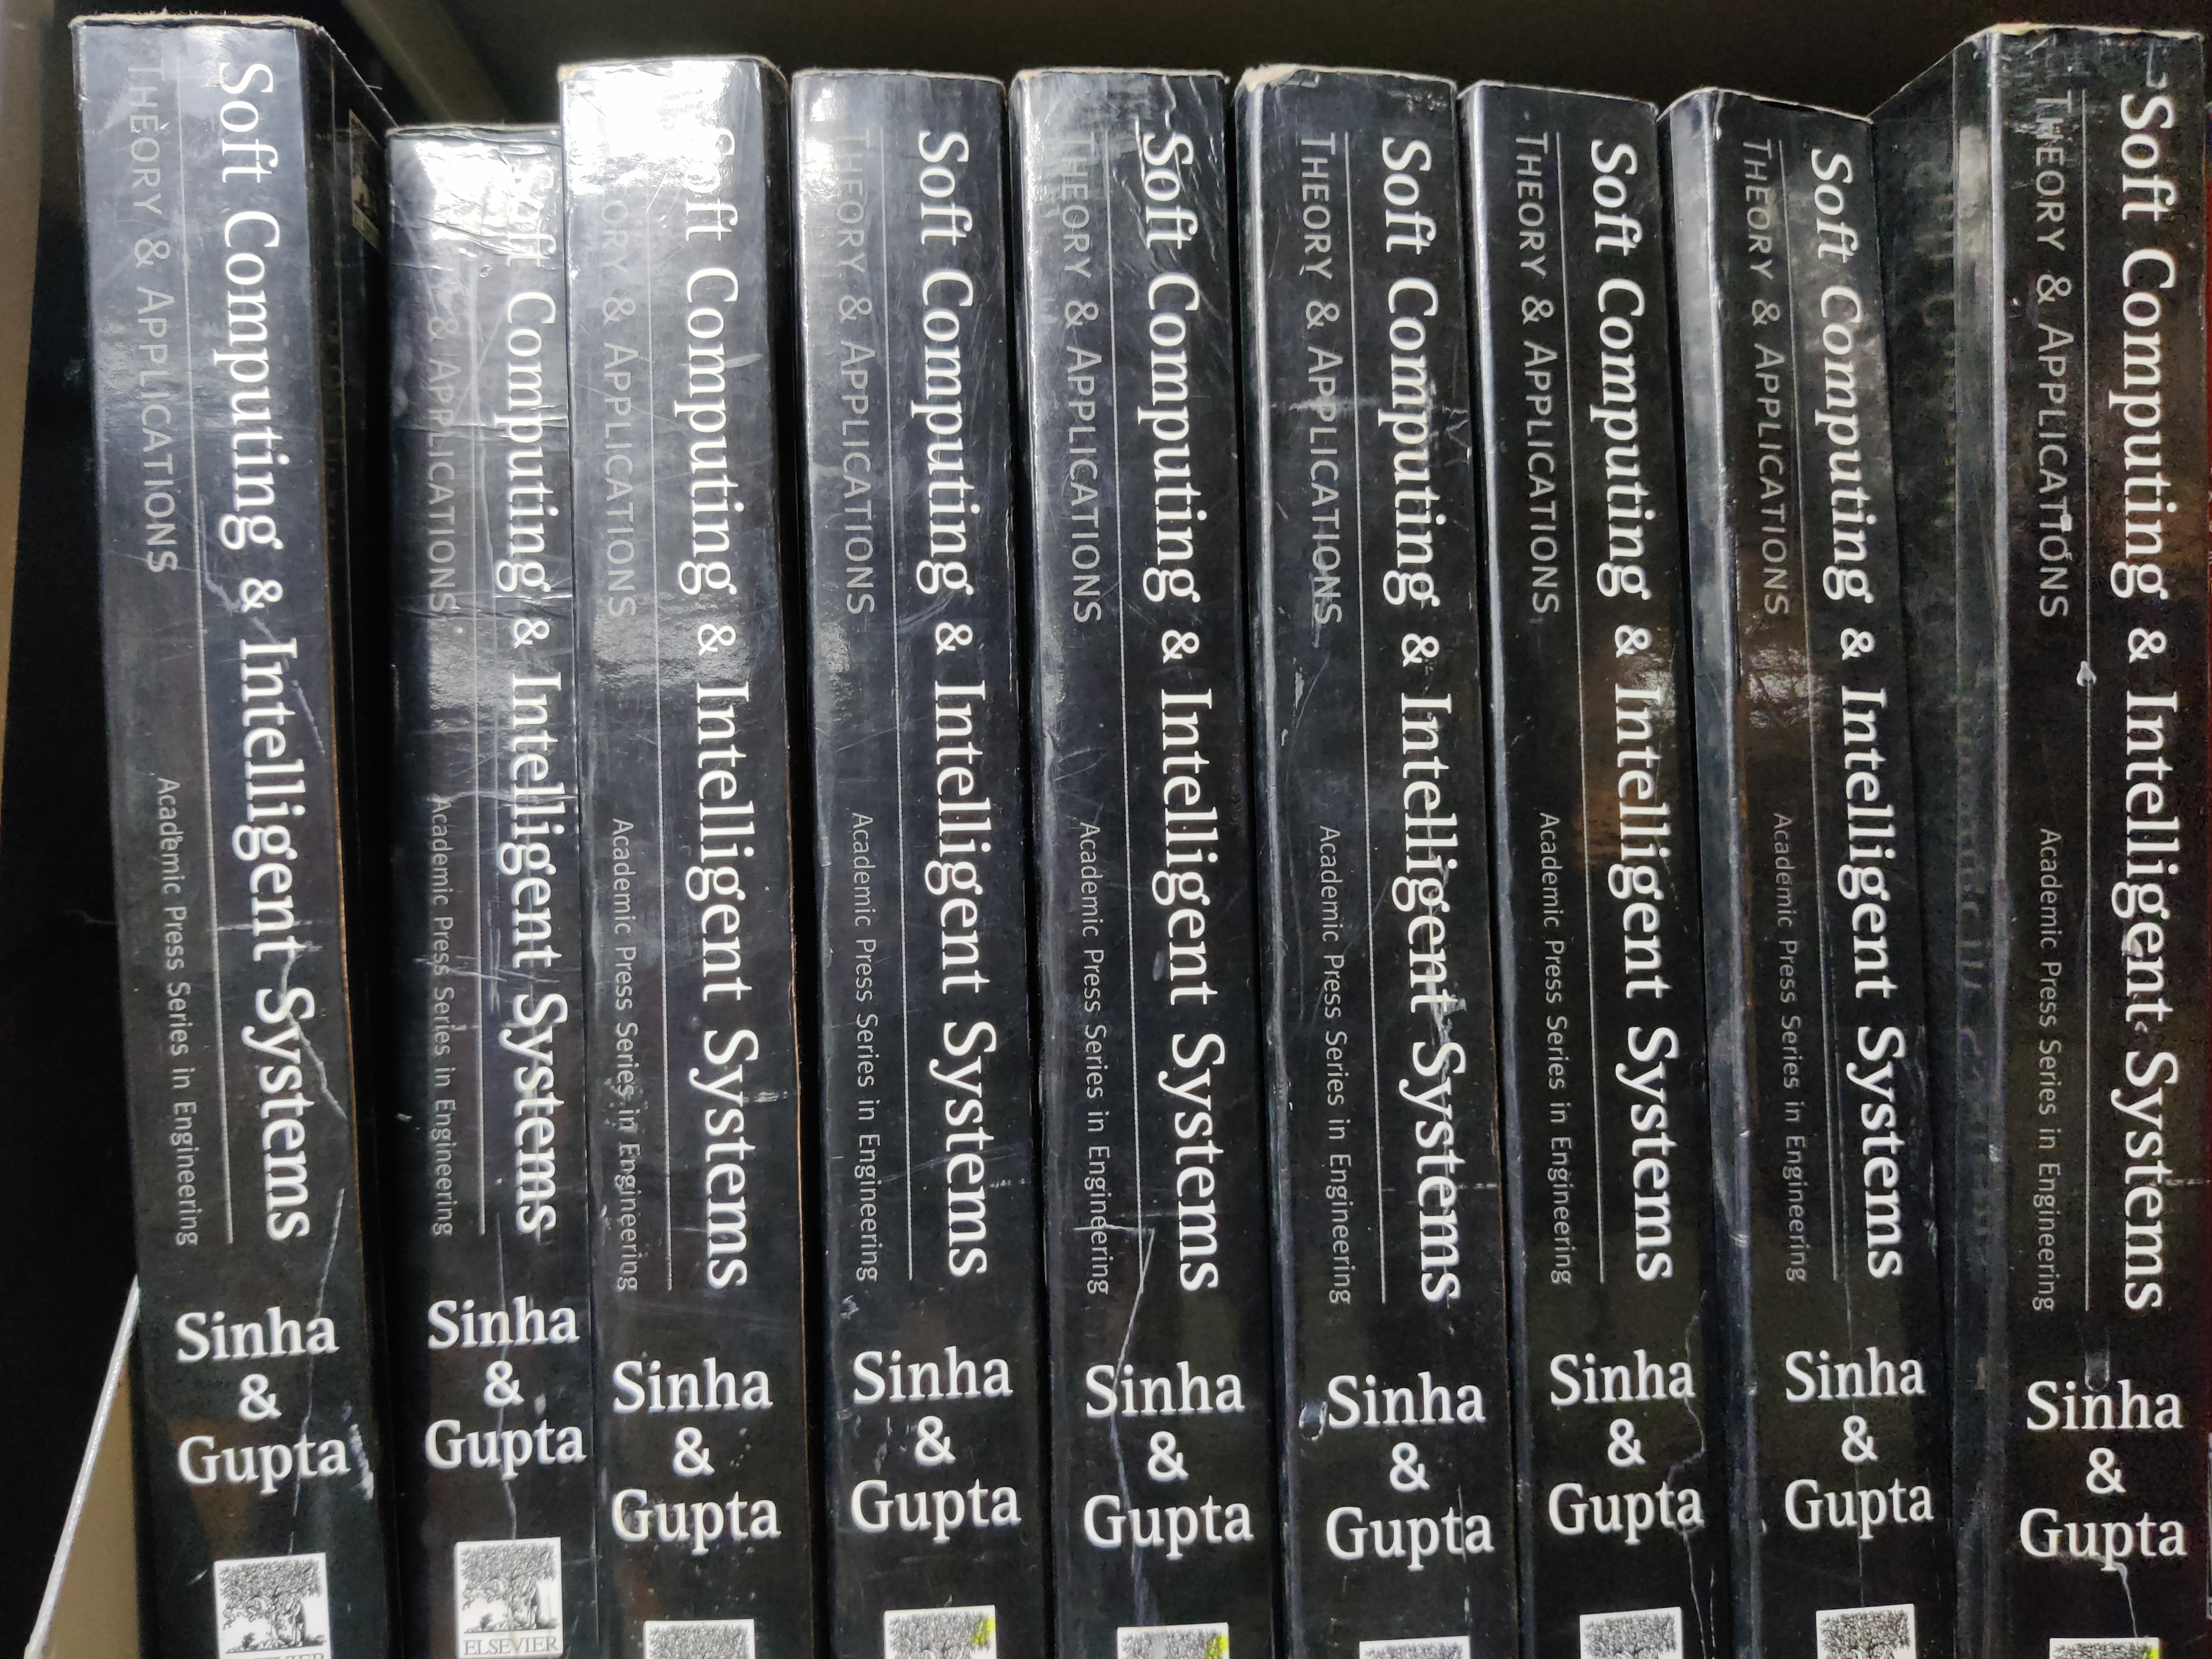 Soft Computing & Intelligent Systems
THEORY & APPLICATIONS
Academic Press Series in Engineering
Sinha
&
Gupta
Soft Computing & Intelligent Systems
& APPLICATIONS
Academic Press Series in Engineering
Sinha
&
Gupta
ELSEVIER
Soft Computing & Intelligent Systems
THEORY & APPLICATIONS
Academic Press Series in Engineering
Sinha
&
Gupta
Soft Computing & Intelligent Systems
THEORY & APPLICATIONS
Academic Press Series in Engineering
Sinha
&
Gupta
Soft Computing & Intelligent Systems
THEORY & APPLICATIONS
Academic Press Series in Engineering
Sinha
&
Gupta
Soft Computing & Intelligent Systems
THEORY & APPLICATIONS
Academic Press Series in Engineering
Sinha
&
Gupta
Soft Computing & Intelligent Systems
THEORY & APPLICATIONS
Academic Press Series in Engineering
Sinha
&
Gupta
Soft Computing & Intelligent Systems
THEORY & APPLICATIONS
Academic Press Series in Engineering
Sinha
&
Gupta
Soft Computing & Intelligent Systems
THEORY & APPLICATIONS
Academic Press Series in Engineering
Sinha
&
Gupta